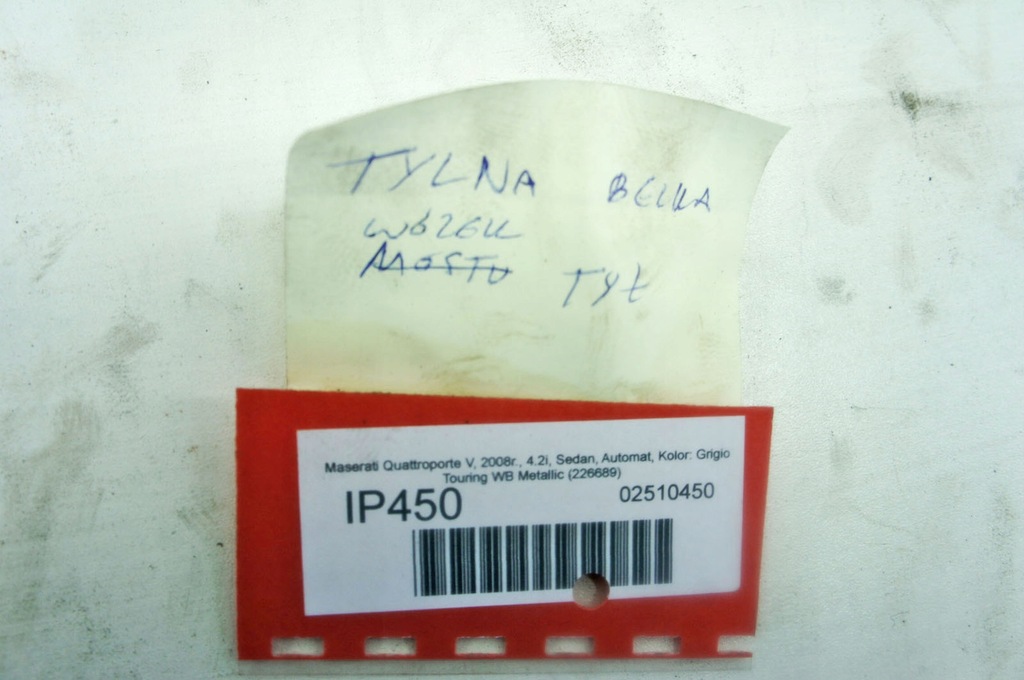 TYLNA BELKA
WÓZEK
MOSTU TYŁ
Maserati Quattroporte V, 2008r., 4.2i, Sedan, Automat, Kolor: Grigio
Touring WB Metallic (226689)
IP450 02510450